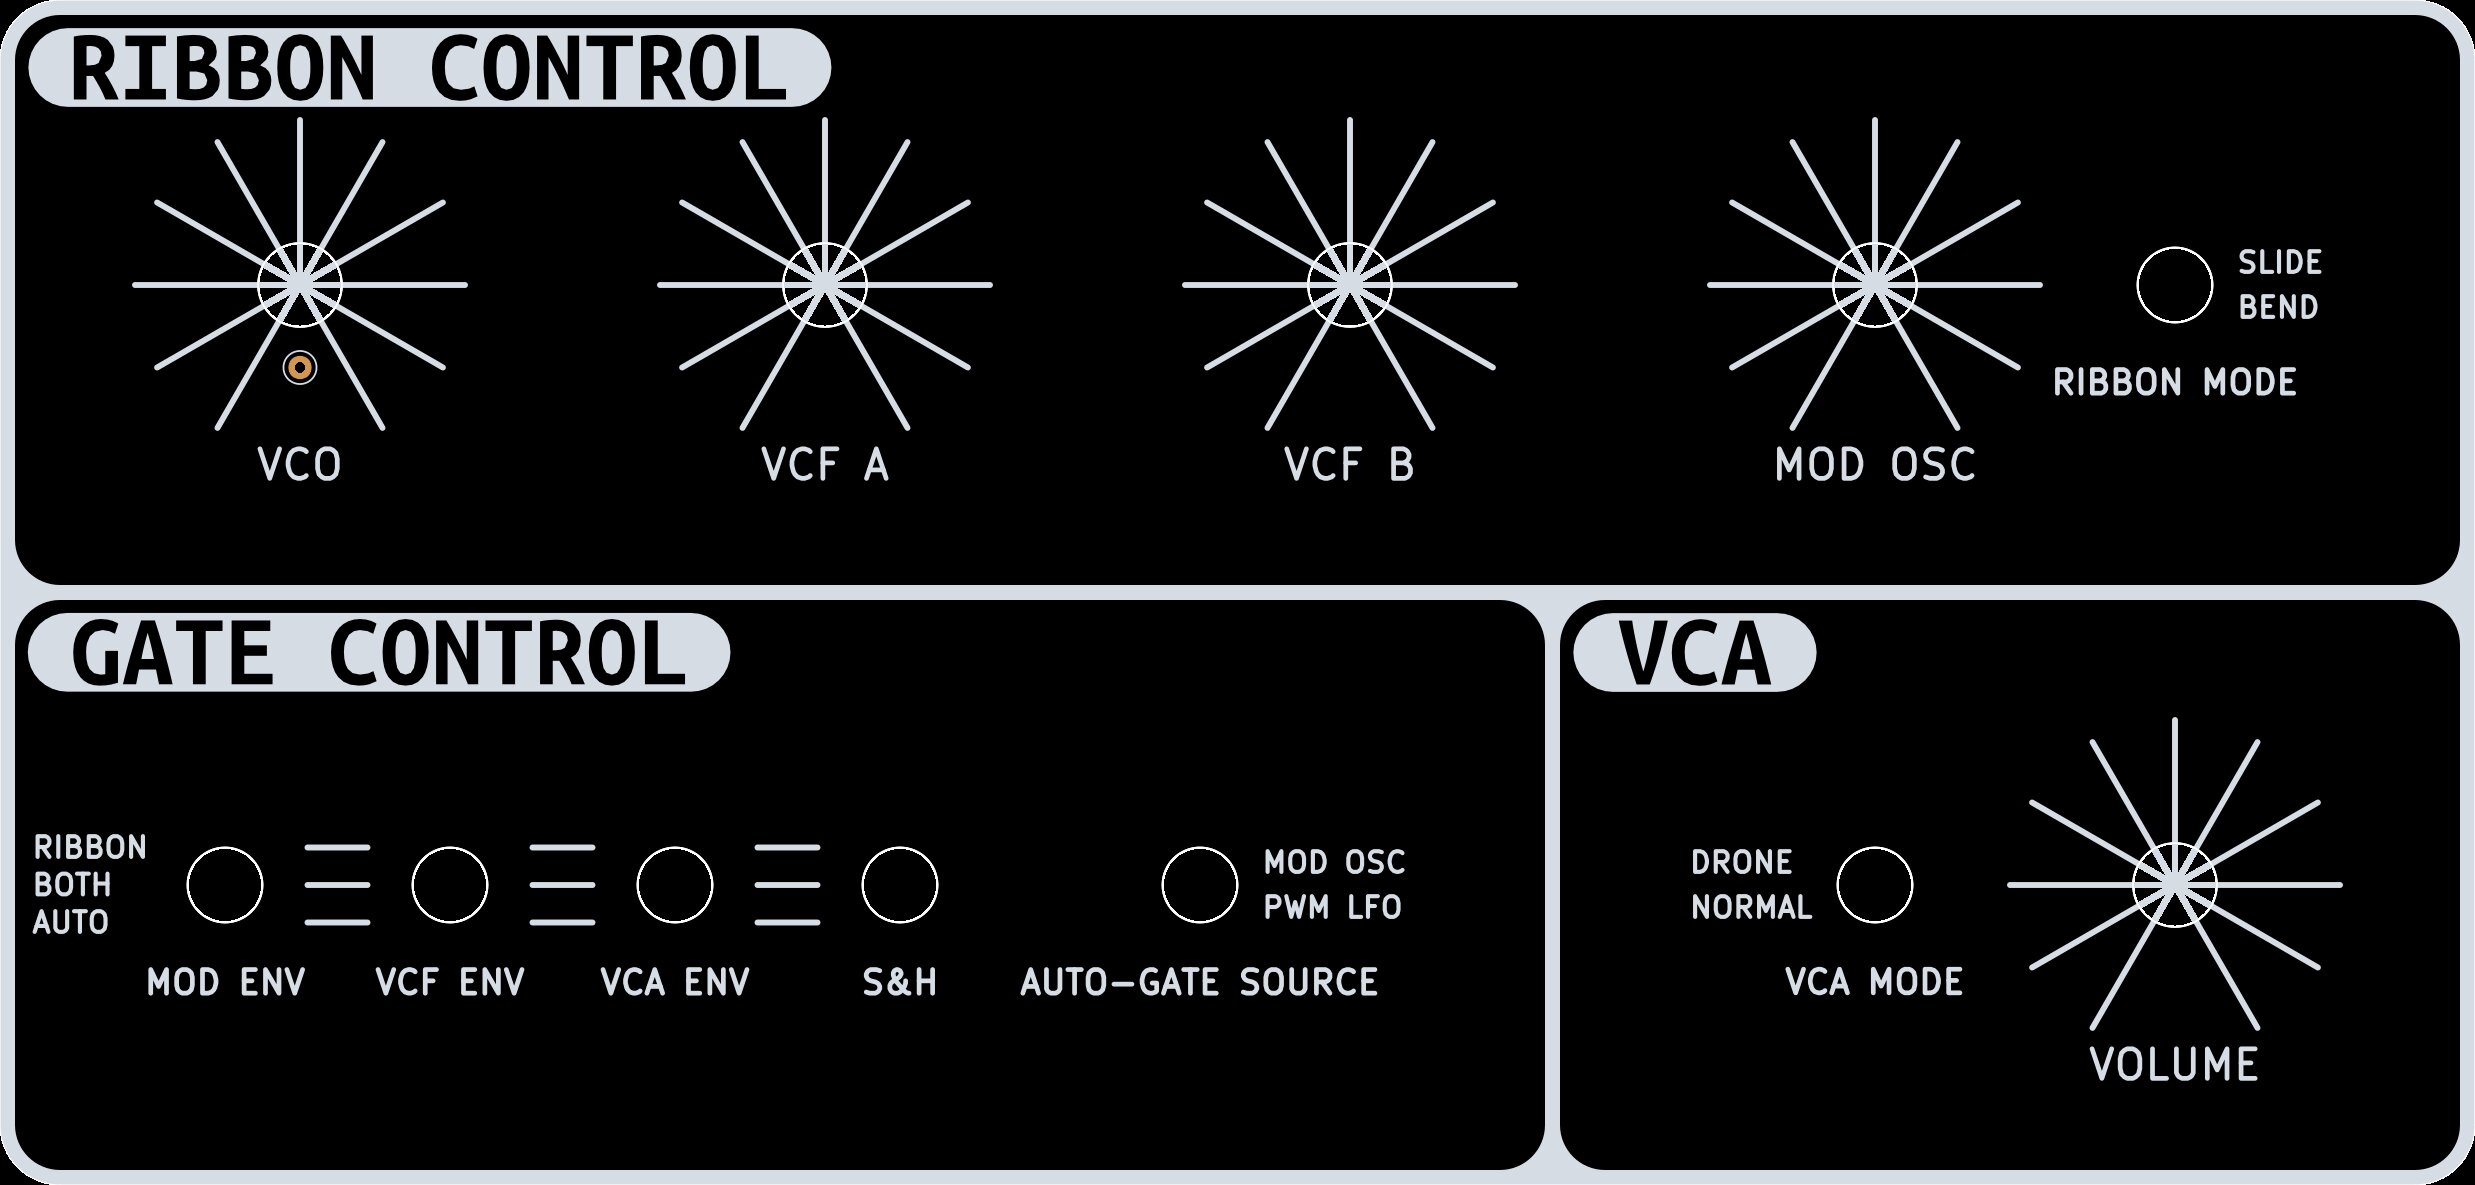 RIBBON CONTROL
SLIDE
BEND
RIBBON MODE
VCO
VCF A
VCF B
MOD OSC
GATE CONTROL
RIBBON
BOTH
AUTO
MOD ENV
VCF ENV
VCA ENV
S&H
MOD OSC
PWM LFO
AUTO-GATE SOURCE
VCA
DRONE
NORMAL
VCA MODE
VOLUME